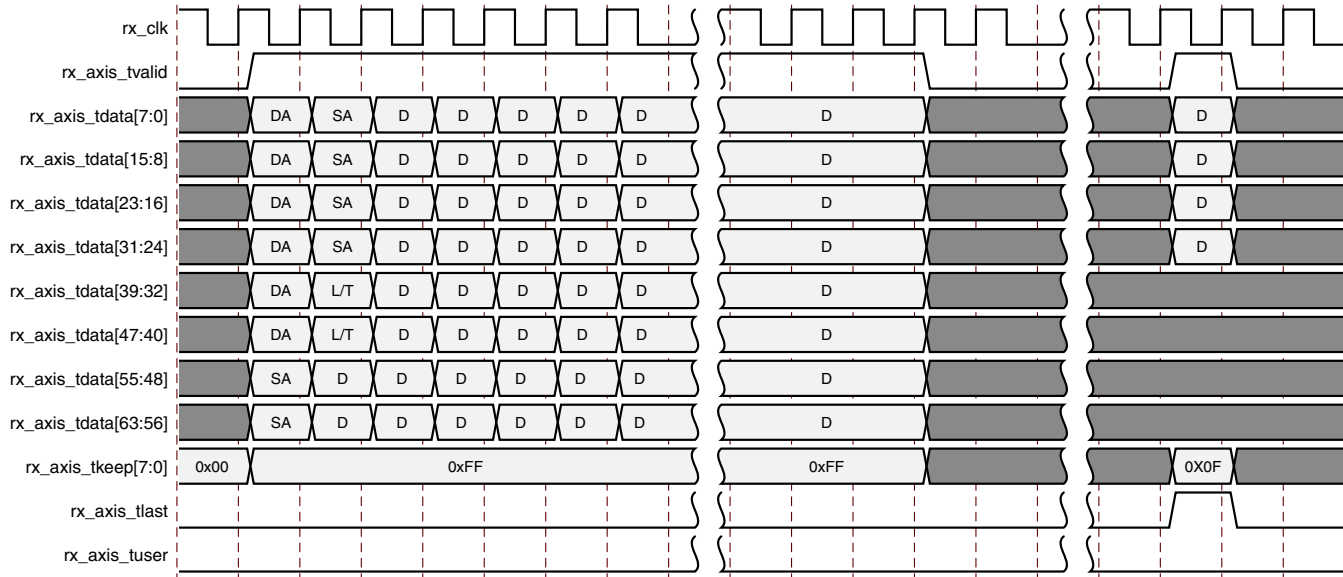 rx_clk
rx_axis_tvalid
rx_axis_tdata[7:0] DA SA D D D D D D D
rx_axis_tdata[15:8] DA SA D D D D D D D
rx_axis_tdata[23:16] DA SA D D D D D D D
rx_axis_tdata[31:24] DA SA D D D D D D D
rx_axis_tdata[39:32] DA L/T D D D D D D
rx_axis_tdata[47:40] DA L/T D D D D D D
rx_axis_tdata[55:48] SA D D D D D D D
rx_axis_tdata[63:56] SA D D D D D D D
rx_axis_tkeep[7:0] 0x00 0xFF 0xFF 0X0F
rx_axis_tlast
rx_axis_tuser